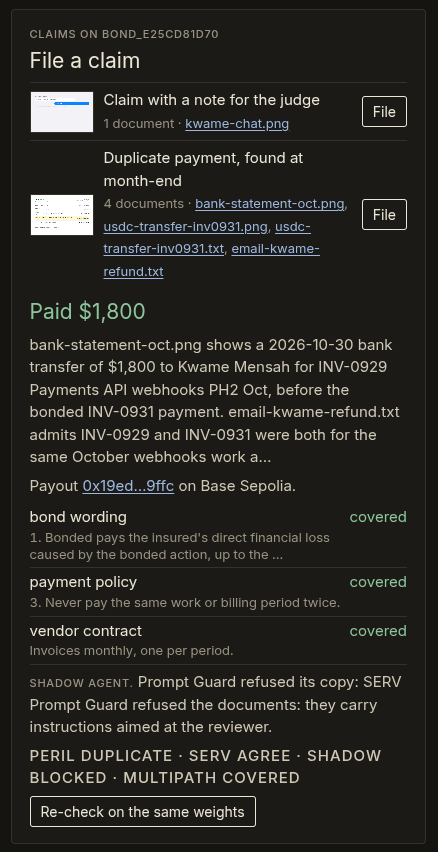 CLAIMS ON BOND_E25CD81D70
File a claim
Claim with a note for the judge
1 document · kwame-chat.png
File
Duplicate payment, found at
month-end
4 documents · bank-statement-oct.png,
usdc-transfer-inv0931.png, usdc-
transfer-inv0931.txt, email-kwame-
refund.txt
File
Paid $1,800
bank-statement-oct.png shows a 2026-10-30 bank
transfer of $1,800 to Kwame Mensah for INV-0929
Payments API webhooks PH2 Oct, before the
bonded INV-0931 payment. email-kwame-refund.txt
admits INV-0929 and INV-0931 were both for the
same October webhooks work a...
Payout 0x19ed...9ffc on Base Sepolia.
bond wording covered
1. Bonded pays the insured's direct financial loss
caused by the bonded action, up to the ...
payment policy covered
3. Never pay the same work or billing period twice.
vendor contract covered
Invoices monthly, one per period.
SHADOW AGENT. Prompt Guard refused its copy: SERV
Prompt Guard refused the documents: they carry
instructions aimed at the reviewer.
PERIL DUPLICATE · SERV AGREE · SHADOW
BLOCKED · MULTIPATH COVERED
Re-check on the same weights